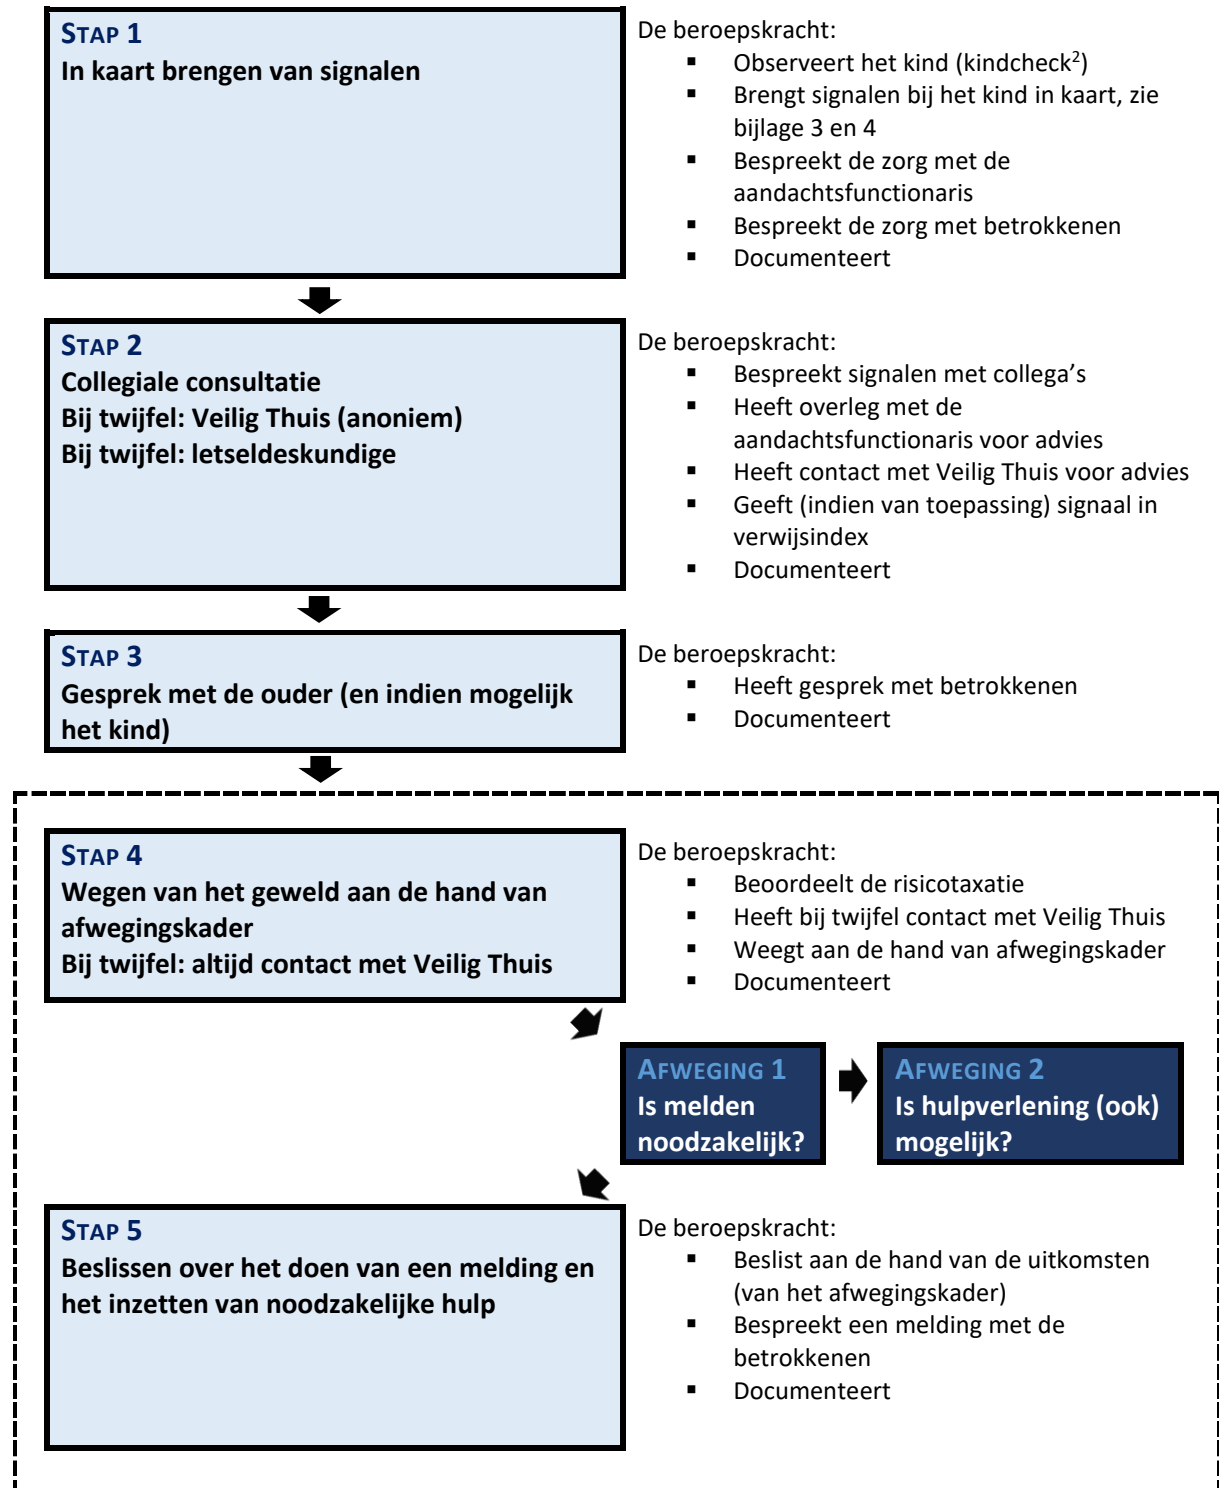 STAP 1
In kaart brengen van signalen
De beroepskracht:
▪ Observeert het kind (kindcheck²)
▪ Brengt signalen bij het kind in kaart, zie
bijlage 3 en 4
▪ Bespreekt de zorg met de
aandachtsfunctionaris
▪ Bespreekt de zorg met betrokkenen
▪ Documenteert
STAP 2
Collegiale consultatie
Bij twijfel: Veilig Thuis (anoniem)
Bij twijfel: letseldeskundige
De beroepskracht:
▪ Bespreekt signalen met collega’s
▪ Heeft overleg met de
aandachtsfunctionaris voor advies
▪ Heeft contact met Veilig Thuis voor advies
▪ Geeft (indien van toepassing) signaal in
verwijsindex
▪ Documenteert
STAP 3
Gesprek met de ouder (en indien mogelijk
het kind)
De beroepskracht:
▪ Heeft gesprek met betrokkenen
▪ Documenteert
STAP 4
Wegen van het geweld aan de hand van
afwegingskader
Bij twijfel: altijd contact met Veilig Thuis
De beroepskracht:
▪ Beoordeelt de risicotaxatie
▪ Heeft bij twijfel contact met Veilig Thuis
▪ Weegt aan de hand van afwegingskader
▪ Documenteert
AFWEGING 1
Is melden
noodzakelijk?
AFWEGING 2
Is hulpverlening (ook)
mogelijk?
STAP 5
Beslissen over het doen van een melding en
het inzetten van noodzakelijke hulp
De beroepskracht:
▪ Beslist aan de hand van de uitkomsten
(van het afwegingskader)
▪ Bespreekt een melding met de
betrokkenen
▪ Documenteert